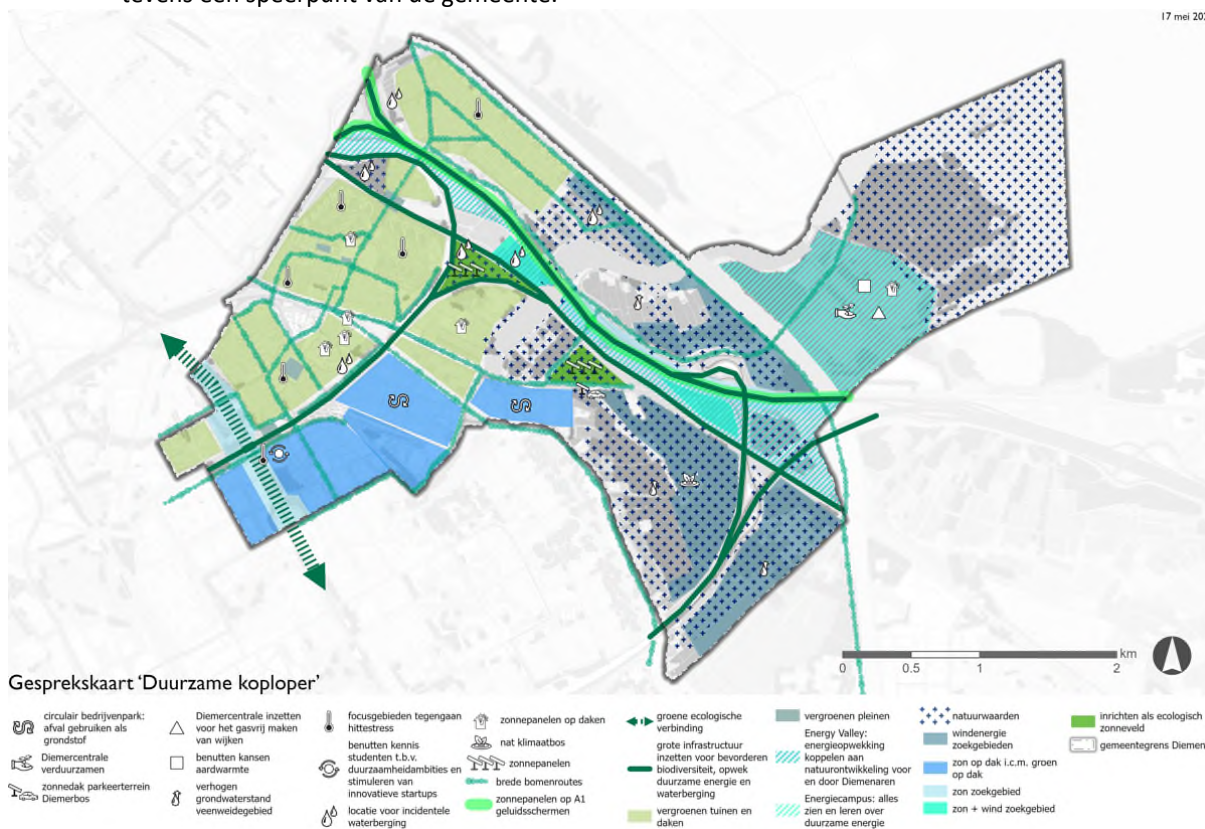 tevens een speerpunt van de gemeente.
17 mei 20
km
0
0.5
1
2
Gesprekskaart 'Duurzame koploper'
circulair bedrijvenpark:
afval gebruiken als
grondstof
Diemercentrale
verduurzamen
zonnedak parkeerterrein
Diemerbos
Diemercentrale inzetten
voor het gasvrij maken
van wijken
benutten kansen
aardwarmte
verhogen
grondwaterstand
veenweidegebied
focusgebieden tegengaan
hittestress
benutten kennis
studenten t.b.v.
duurzaamheidambities en
stimuleren van
innovatieve startups
locatie voor incidentele
waterberging
zonnepanelen op daken
nat klimaatbos
zonnepanelen
brede bomenroutes
zonnepanelen op A1
geluidsschermen
groene ecologische
verbinding
grote infrastructuur
inzetten voor bevorderen
biodiversiteit, opwek
duurzame energie en
waterberging
vergroenen tuinen en
daken
vergroenen pleinen
Energy Valley:
energieopwekking
koppelen aan
natuurontwikkeling voor
en door Diemenaren
Energiecampus: alles
zien en leren over
duurzame energie
natuurwaarden
windenergie
zoekgebieden
zon op dak i.c.m. groen
op dak
zon zoekgebied
zon + wind zoekgebied
inrichten als ecologisch
zonneveld
gemeentegrens Diemen